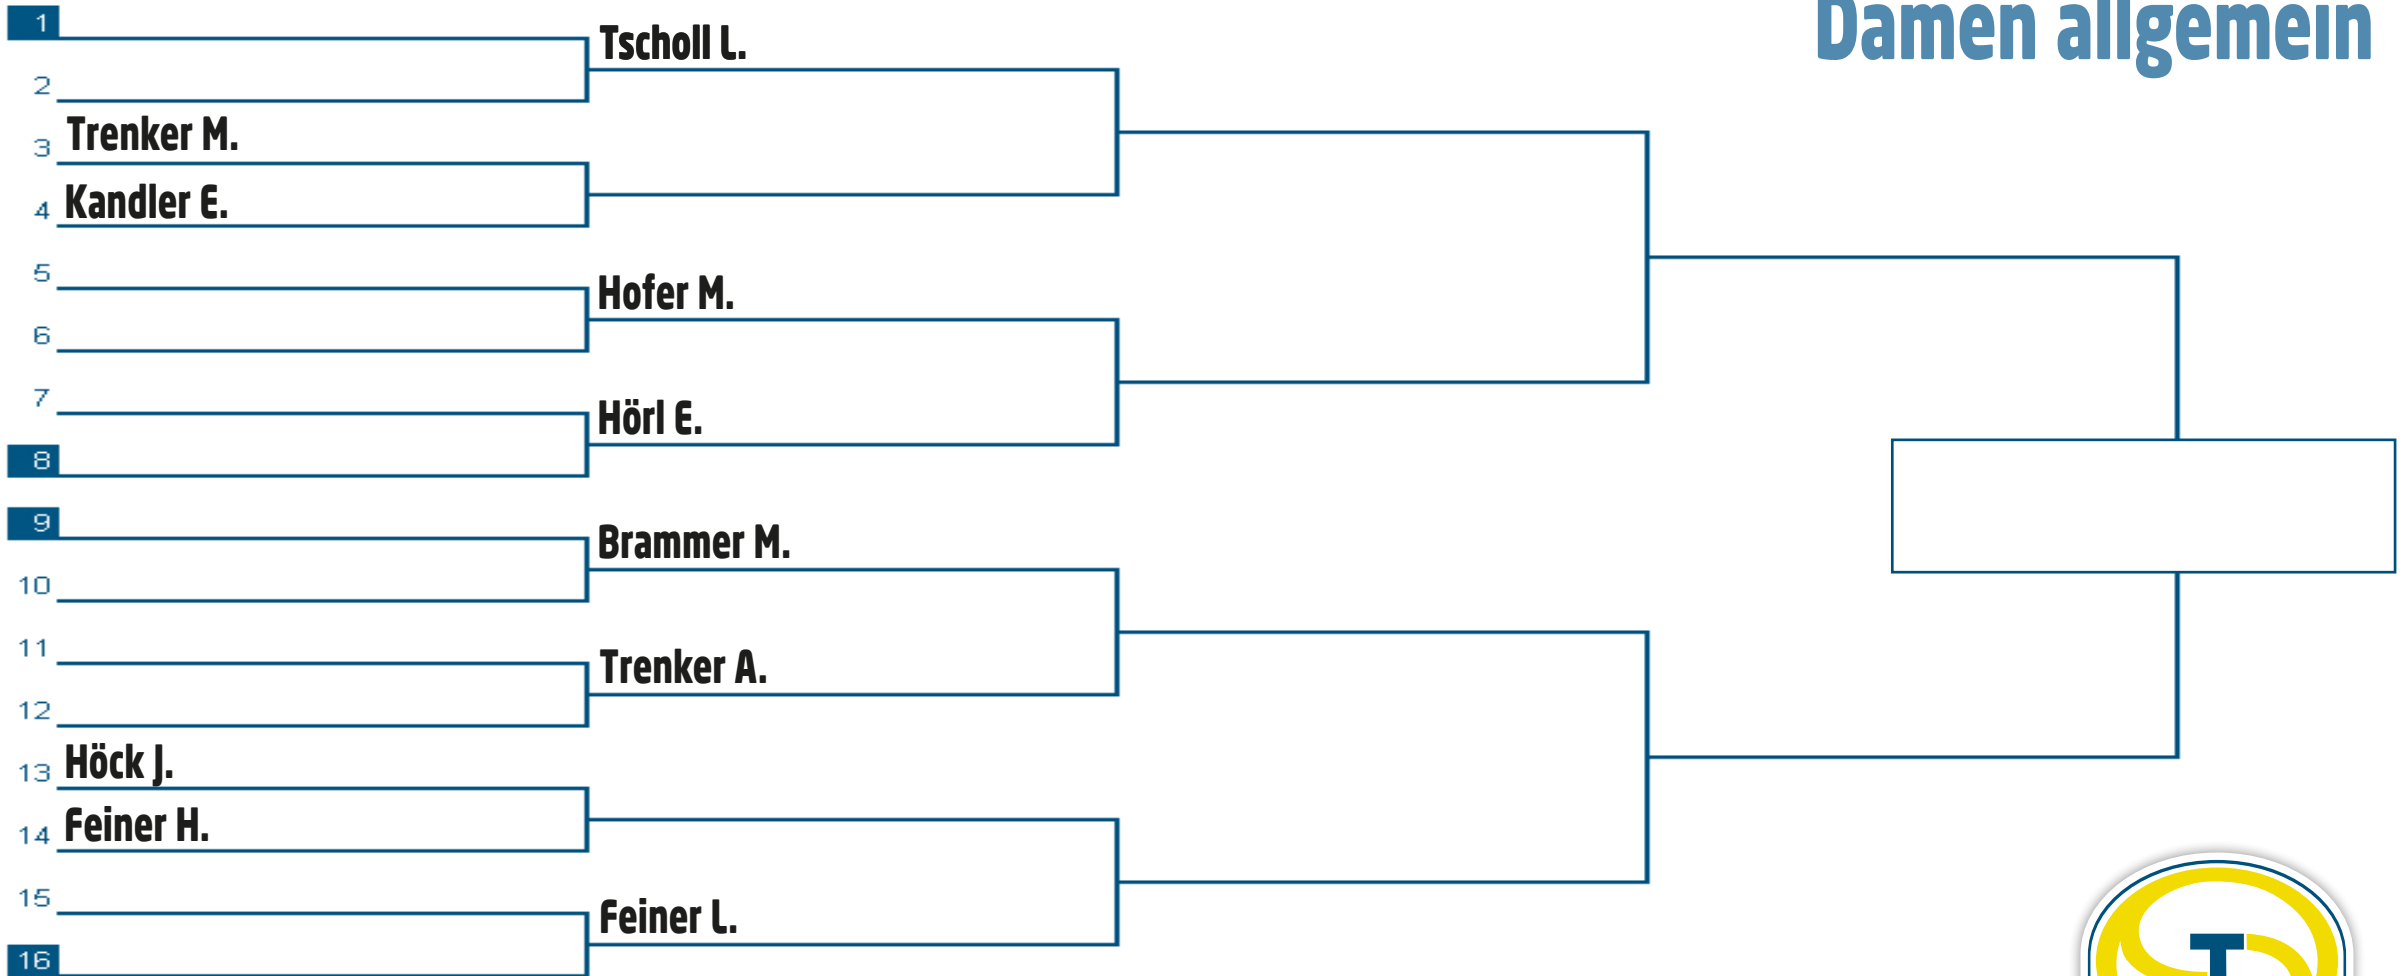 Damen allgemein
1
Tscholl L.
2
3 Trenker M.
4 Kandler E.
5
Hofer M.
6
7
Hörl E.
8
9
Brammer M.
10
11
Trenker A.
12
13 Höck J.
14 Feiner H.
15
Feiner L.
16
T